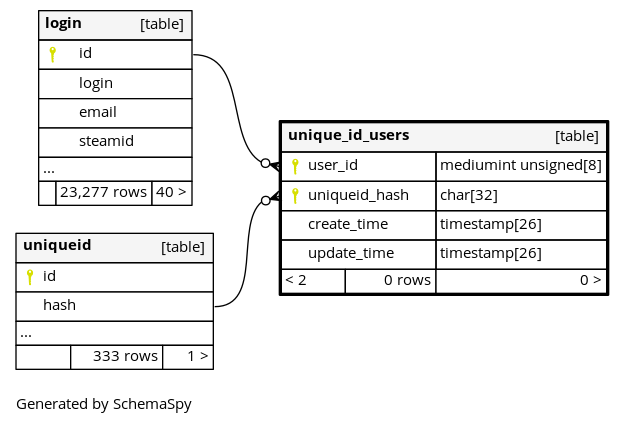 login [table]
id
login
email
steamid
...
23,277 rows 40 >
unique_id_users [table]
user_id mediumint unsigned[8]
uniqueid_hash char[32]
create_time timestamp[26]
update_time timestamp[26]
< 2 0 rows 0 >
uniqueid [table]
id
hash
...
333 rows 1 >
Generated by SchemaSpy